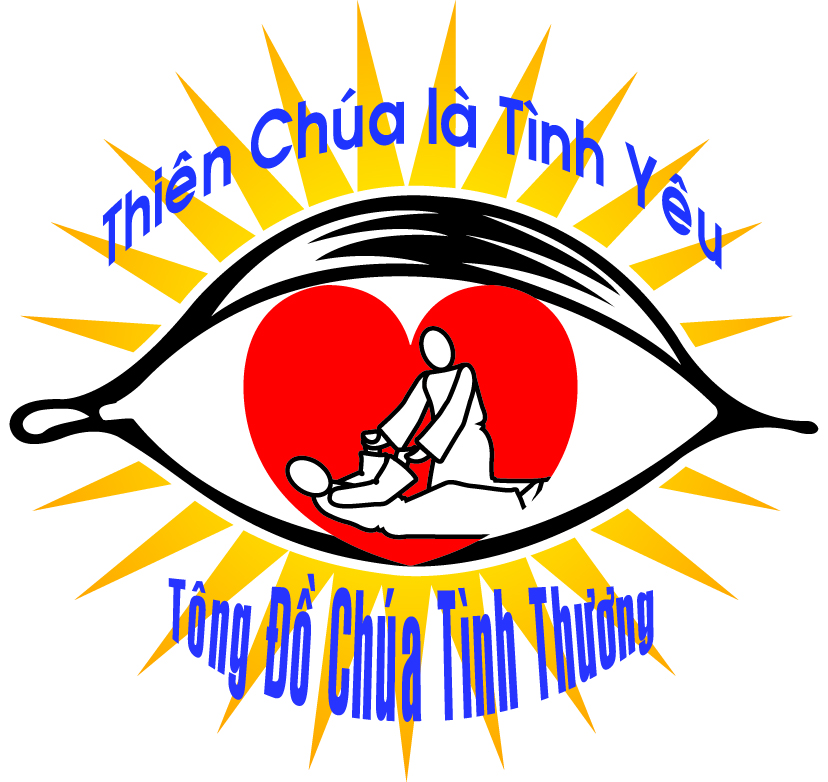 Thiên Chúa là Tình Yêu
Tông Đồ Chúa Tình Thương